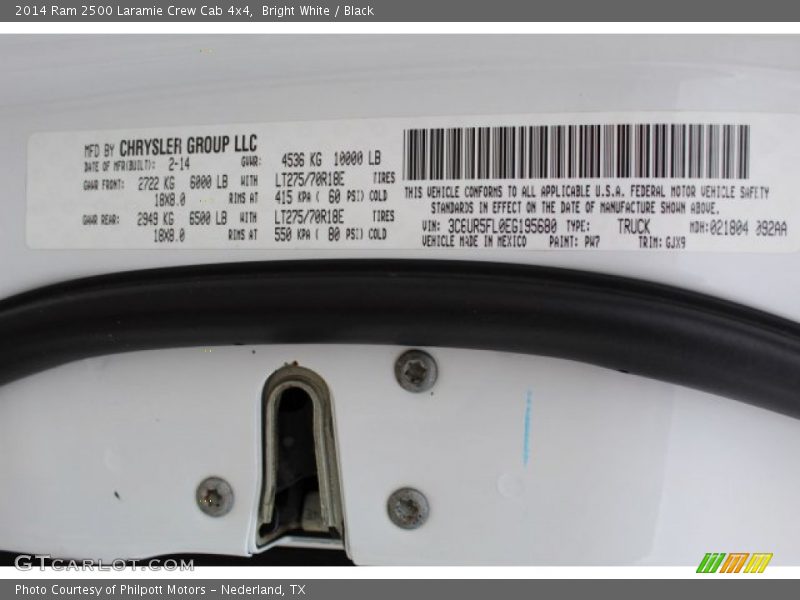 2014 Ram 2500 Laramie Crew Cab 4x4,  Bright White / Black
MFD BY CHRYSLER GROUP LLC
DATE OF MFR(BUILT): 2-14 GVWR: 4536 KG 10000 LB
GAWR FRONT: 2722 KG 6000 LB WITH LT275/70R18E TIRES
18X8.0 RIMS AT 415 KPA ( 60 PSI) COLD
GAWR REAR: 2949 KG 6500 LB WITH LT275/70R18E TIRES
18X8.0 RIMS AT 550 KPA ( 80 PSI) COLD
THIS VEHICLE CONFORMS TO ALL APPLICABLE U.S.A. FEDERAL MOTOR VEHICLE SAFETY
STANDARDS IN EFFECT ON THE DATE OF MANUFACTURE SHOWN ABOVE.
VIN: 3C6UR5FL0EG195680 TYPE: TRUCK MDH: 021804 092AA
VEHICLE MADE IN MEXICO PAINT: PW7 TRIM: GJX9
GTCARLOT.COM
Photo Courtesy of Philpott Motors - Nederland, TX